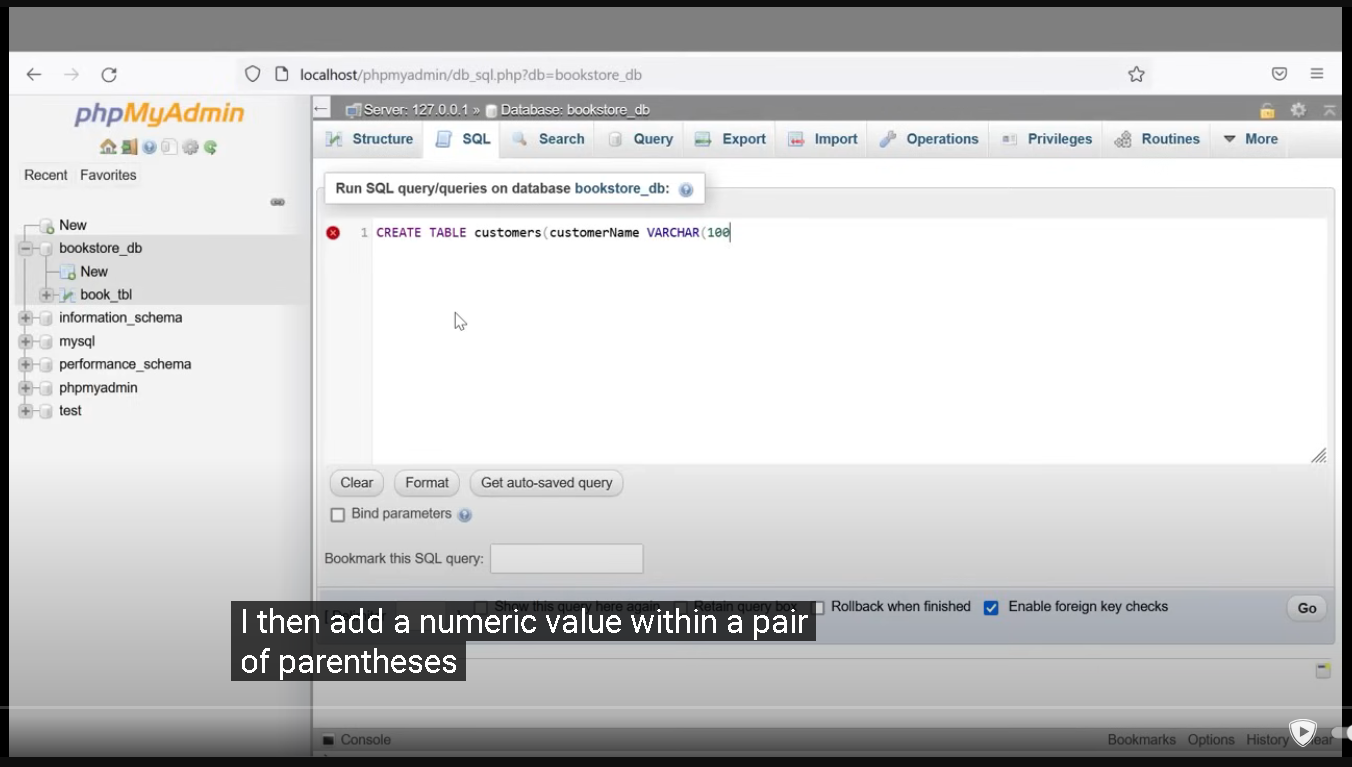 localhost/phpmyadmin/db_sql.php?db=bookstore_db
phpMyAdmin
Recent Favorites
New
bookstore_db
New
book_tbl
information_schema
mysql
performance_schema
phpmyadmin
test
Server: 127.0.0.1 » Database: bookstore_db
Structure SQL Search Query Export Import Operations Privileges Routines More
Run SQL query/queries on database bookstore_db:
1 CREATE TABLE customers(customerName VARCHAR(100
Clear Format Get auto-saved query
Bind parameters
Bookmark this SQL query:
Show this query here again Retain query box Rollback when finished Enable foreign key checks Go
I then add a numeric value within a pair
of parentheses
Console Bookmarks Options History